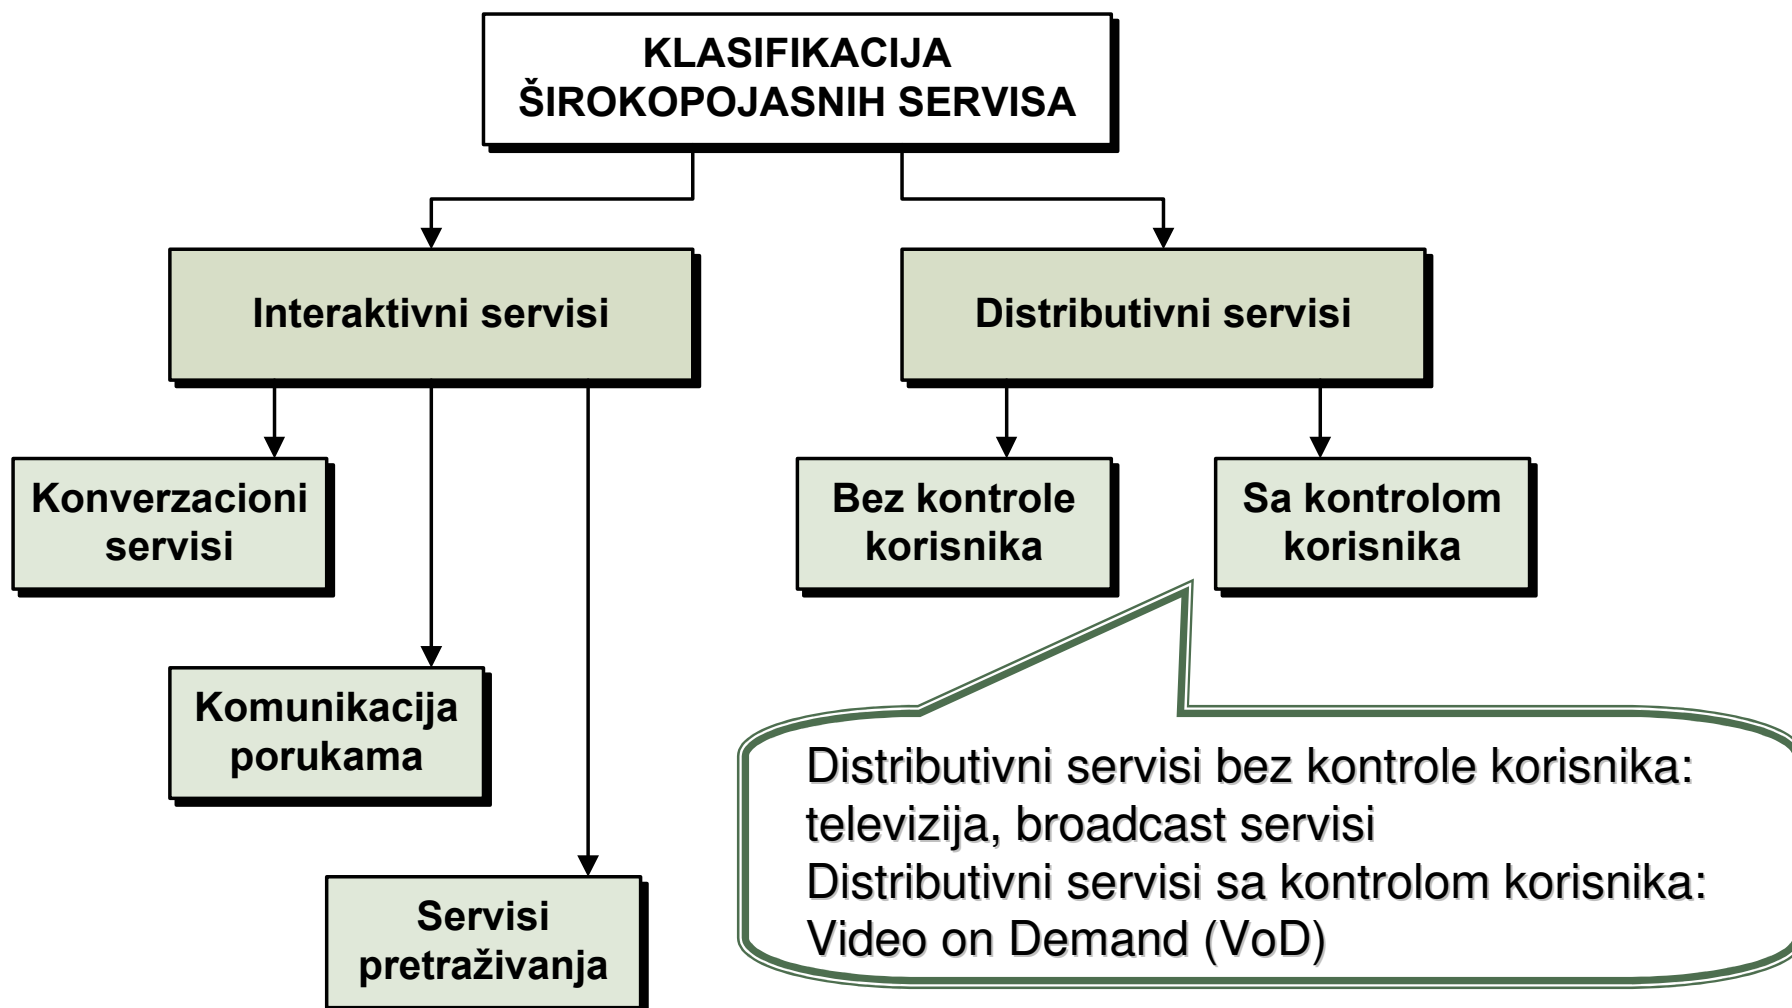 KLASIFIKACIJA
ŠIROKOPOJASNIH SERVISA
Interaktivni servisi
Distributivni servisi
Konverzacioni
servisi
Bez kontrole
korisnika
Sa kontrolom
korisnika
Komunikacija
porukama
Servisi
pretraživanja
Distributivni servisi bez kontrole korisnika:
televizija, broadcast servisi
Distributivni servisi sa kontrolom korisnika:
Video on Demand (VoD)